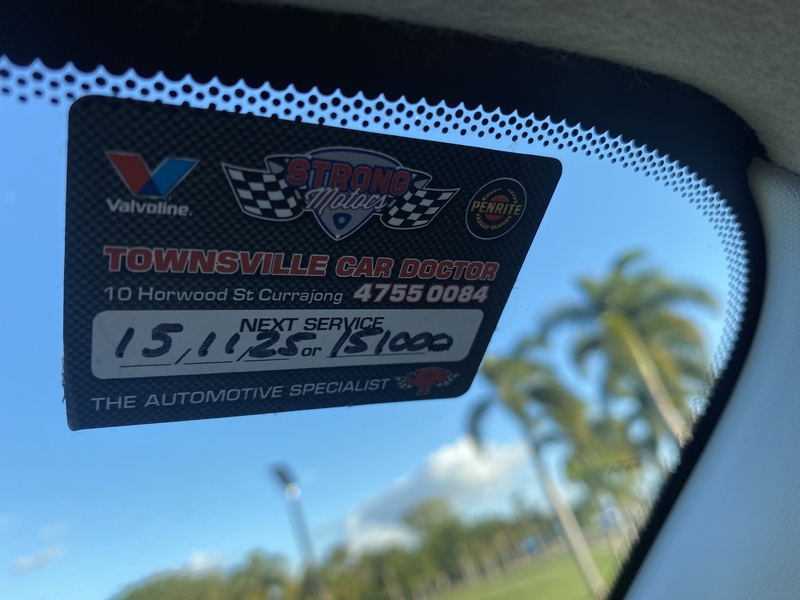 Valvoline.
STRONG
Motors
PENRITE
TOWNSVILLE CAR DOCTOR
10 Horwood St Currajong 4755 0084
NEXT SERVICE
15/11/25 or 151000
THE AUTOMOTIVE SPECIALIST